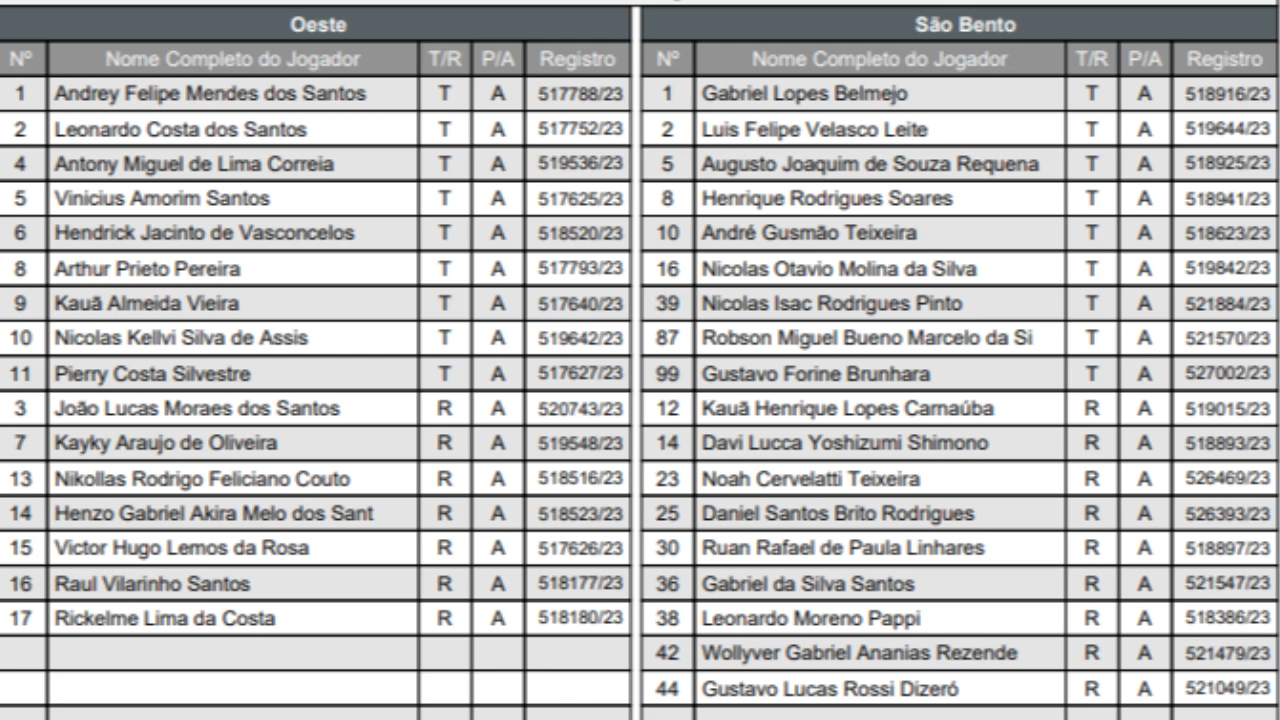 Oeste
Nº Nome Completo do Jogador T/R P/A Registro
1 Andrey Felipe Mendes dos Santos T A 517788/23
2 Leonardo Costa dos Santos T A 517752/23
4 Antony Miguel de Lima Correia T A 519536/23
5 Vinicius Amorim Santos T A 517625/23
6 Hendrick Jacinto de Vasconcelos T A 518520/23
8 Arthur Prieto Pereira T A 517793/23
9 Kauã Almeida Vieira T A 517640/23
10 Nicolas Kellvi Silva de Assis T A 519642/23
11 Pierry Costa Silvestre T A 517627/23
3 João Lucas Moraes dos Santos R A 520743/23
7 Kayky Araujo de Oliveira R A 519548/23
13 Nikollas Rodrigo Feliciano Couto R A 518516/23
14 Henzo Gabriel Akira Melo dos Sant R A 518523/23
15 Victor Hugo Lemos da Rosa R A 517626/23
16 Raul Vilarinho Santos R A 518177/23
17 Rickelme Lima da Costa R A 518180/23
São Bento
Nº Nome Completo do Jogador T/R P/A Registro
1 Gabriel Lopes Belmejo T A 518916/23
2 Luis Felipe Velasco Leite T A 519644/23
5 Augusto Joaquim de Souza Requena T A 518925/23
8 Henrique Rodrigues Soares T A 518941/23
10 André Gusmão Teixeira T A 518623/23
16 Nicolas Otavio Molina da Silva T A 519842/23
39 Nicolas Isac Rodrigues Pinto T A 521884/23
87 Robson Miguel Bueno Marcelo da Si T A 521570/23
99 Gustavo Forine Brunhara T A 527002/23
12 Kauã Henrique Lopes Carnaúba R A 519015/23
14 Davi Lucca Yoshizumi Shimono R A 518893/23
23 Noah Cervelatti Teixeira R A 526469/23
25 Daniel Santos Brito Rodrigues R A 526393/23
30 Ruan Rafael de Paula Linhares R A 518897/23
36 Gabriel da Silva Santos R A 521547/23
38 Leonardo Moreno Pappi R A 518386/23
42 Wollyver Gabriel Ananias Rezende R A 521479/23
44 Gustavo Lucas Rossi Dizeró R A 521049/23